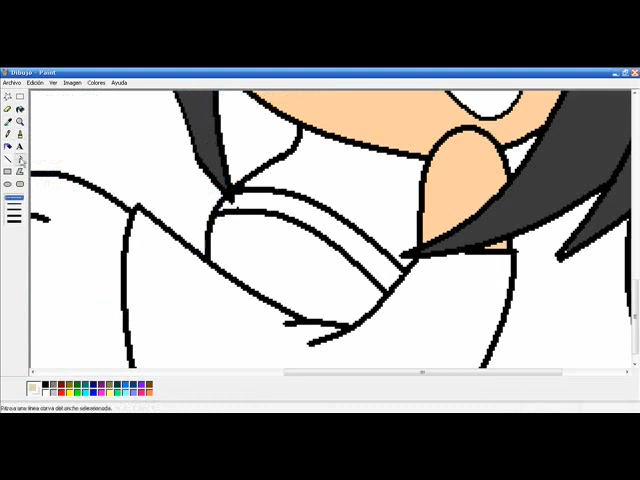 Dibujo - Paint
Archivo Edición Ver Imagen Colores Ayuda
A
Traza una línea curva del ancho seleccionado.